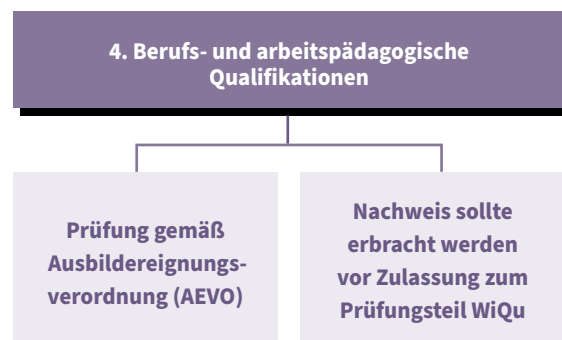 4. Berufs- und arbeitspädagogische
Qualifikationen
Prüfung gemäß
Ausbildereignungs-
verordnung (AEVO)
Nachweis sollte
erbracht werden
vor Zulassung zum
Prüfungsteil WiQu